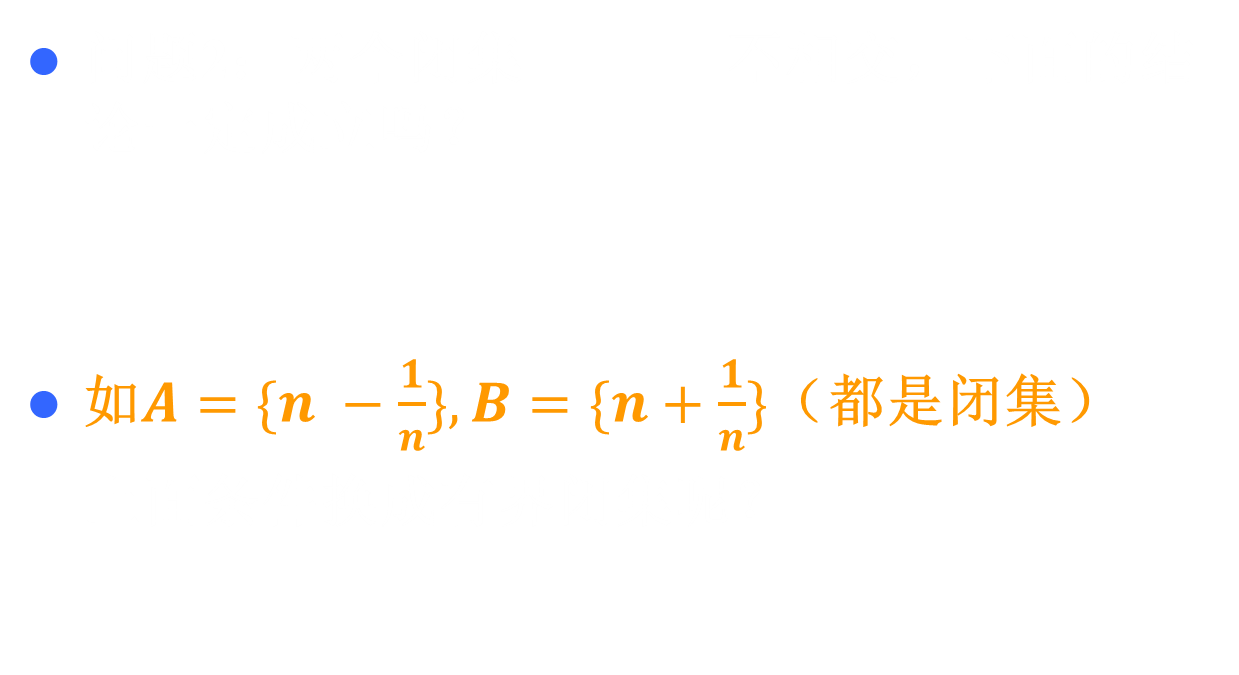 ● 如A = {n − 1/n}, B = {n + 1/n}（都是闭集）